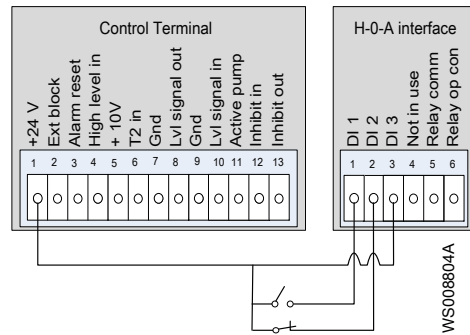 Control Terminal
+24 V
Ext block
Alarm reset
High level in
+ 10V
T2 in
Gnd
Lvl signal out
Gnd
Lvl signal in
Active pump
Inhibit in
Inhibit out
1 2 3 4 5 6 7 8 9 10 11 12 13
H-0-A interface
DI 1
DI 2
DI 3
Not in use
Relay comm
Relay op con
1 2 3 4 5 6
WS008804A